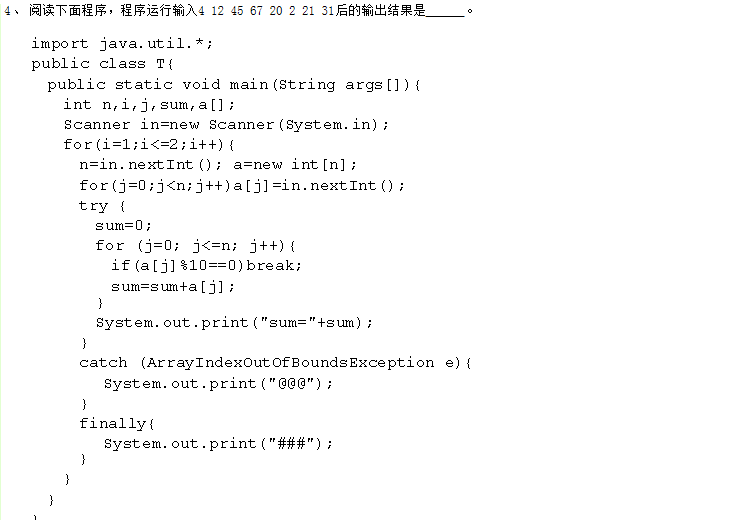 4、 阅读下面程序，程序运行输入4 12 45 67 20 2 21 31后的输出结果是_____。
import java.util.*;
public class T{
public static void main(String args[]){
int n,i,j,sum,a[];
Scanner in=new Scanner(System.in);
for(i=1;i<=2;i++){
n=in.nextInt(); a=new int[n];
for(j=0;j<n;j++)a[j]=in.nextInt();
try {
sum=0;
for (j=0; j<=n; j++){
if(a[j]%10==0)break;
sum=sum+a[j];
}
System.out.print("sum="+sum);
}
catch (ArrayIndexOutOfBoundsException e){
System.out.print("@@@");
}
finally{
System.out.print("###");
}
}
}